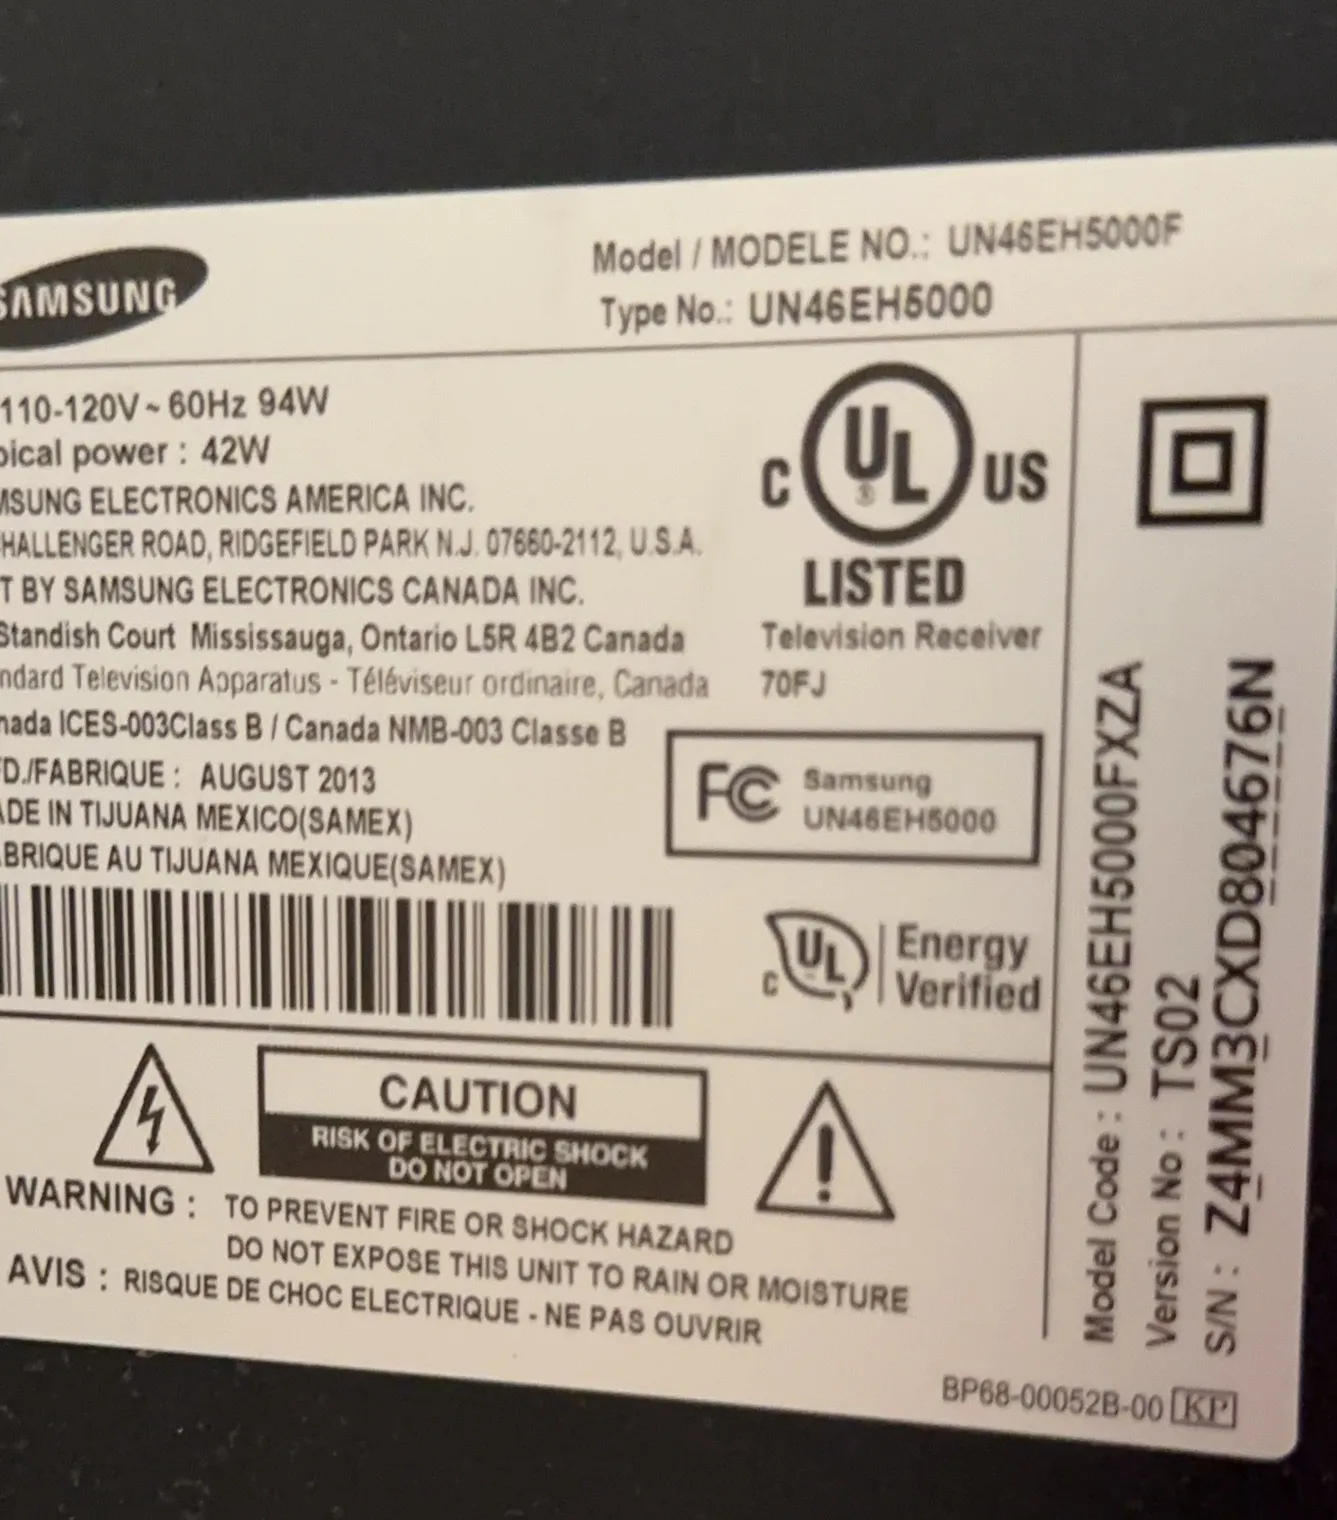 SAMSUNG
Model / MODELE NO.: UN46EH5000F
Type No.: UN46EH5000
110-120V~ 60Hz 94W
pical power : 42W
MSUNG ELECTRONICS AMERICA INC.
HALLENGER ROAD, RIDGEFIELD PARK N.J. 07660-2112, U.S.A.
T BY SAMSUNG ELECTRONICS CANADA INC.
Standish Court Mississauga, Ontario L5R 4B2 Canada
ndard Television Apparatus - Téléviseur ordinaire, Canada
nada ICES-003Class B / Canada NMB-003 Classe B
D./FABRIQUE : AUGUST 2013
ADE IN TIJUANA MEXICO(SAMEX)
ABRIQUE AU TIJUANA MEXIQUE(SAMEX)
C UL ® US
LISTED
Television Receiver
70FJ
FC Samsung
UN46EH5000
C UL Energy
Verified
CAUTION
RISK OF ELECTRIC SHOCK
DO NOT OPEN
WARNING : TO PREVENT FIRE OR SHOCK HAZARD
DO NOT EXPOSE THIS UNIT TO RAIN OR MOISTURE
AVIS : RISQUE DE CHOC ELECTRIQUE - NE PAS OUVRIR
Model Code : UN46EH5000FXZA
Version No : TS02
S/N : Z4MM3CXD804676N
BP68-00052B-00 KP